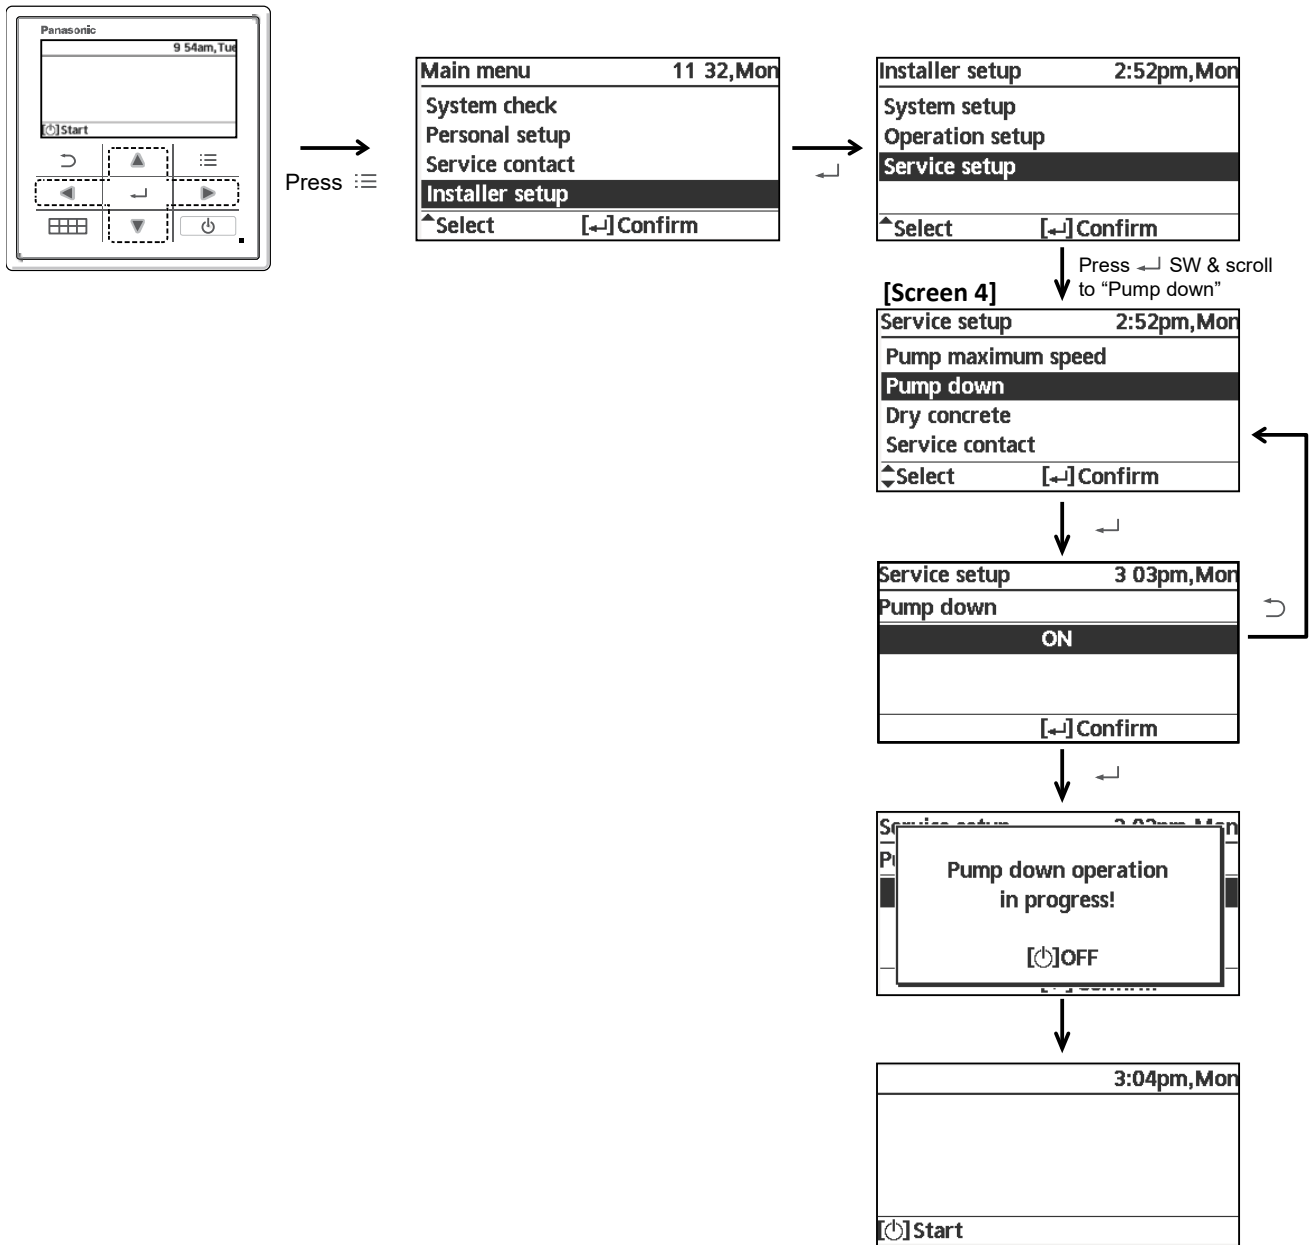 Panasonic
9 54am,Tue
[⏻]Start
Press
Main menu 11 32,Mon
System check
Personal setup
Service contact
Installer setup
Select [↵]Confirm
Installer setup 2:52pm,Mon
System setup
Operation setup
Service setup
Select [↵]Confirm
Press ↵ SW & scroll
to “Pump down”
[Screen 4]
Service setup 2:52pm,Mon
Pump maximum speed
Pump down
Dry concrete
Service contact
Select [↵]Confirm
Service setup 3 03pm,Mon
Pump down
ON
[↵]Confirm
Pump down operation
in progress!
[⏻]OFF
3:04pm,Mon
[⏻]Start